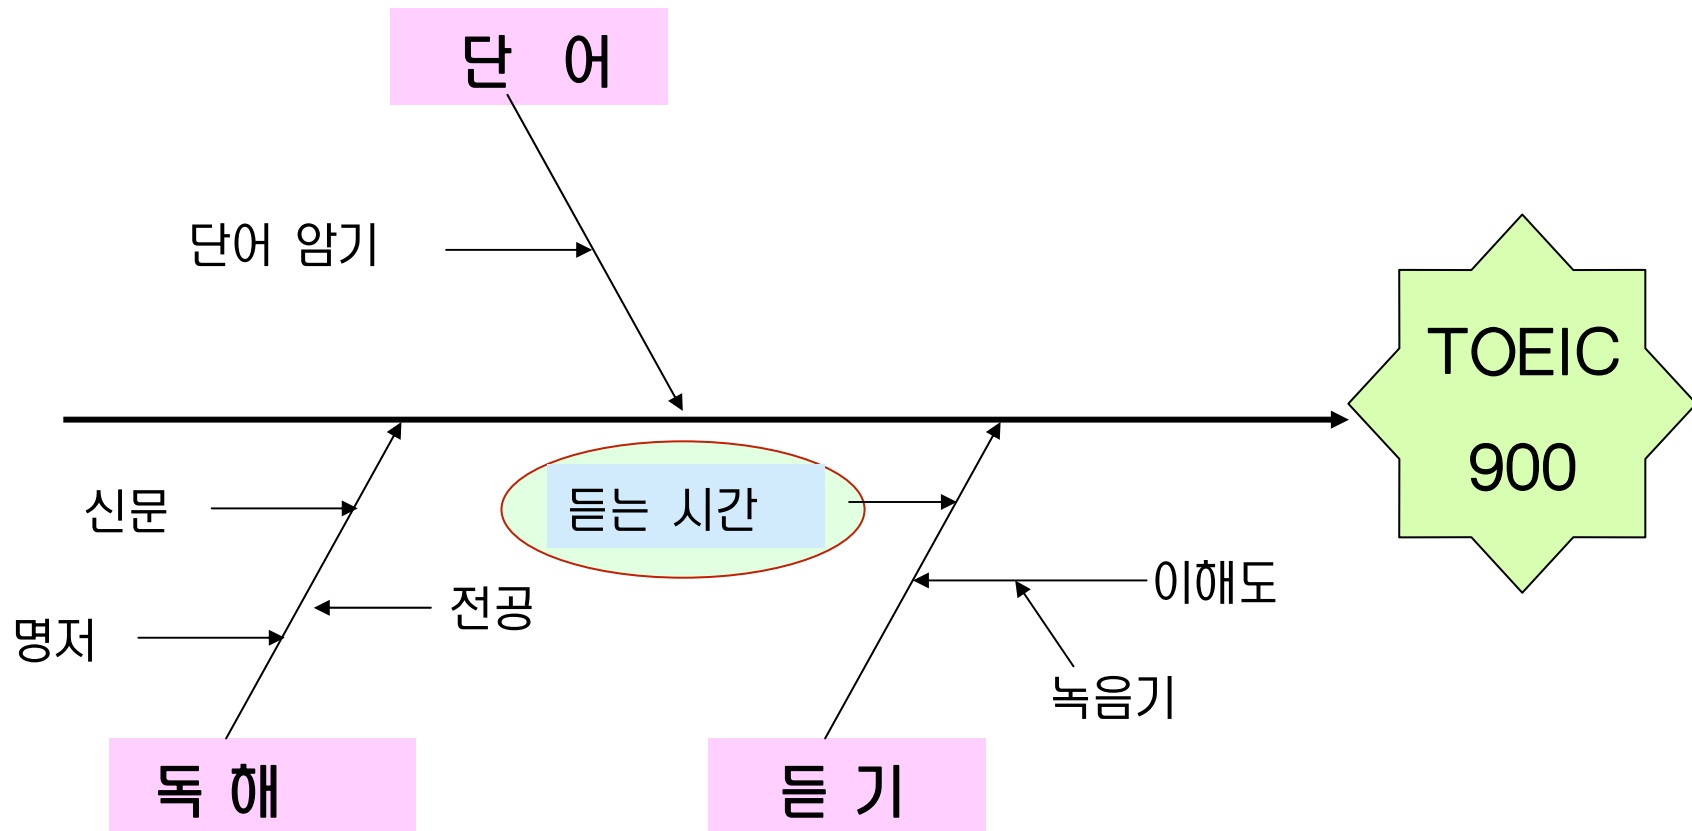 단 어
단어 암기
TOEIC
900
신문
듣는 시간
이해도
전공
명저
녹음기
독 해
듣 기